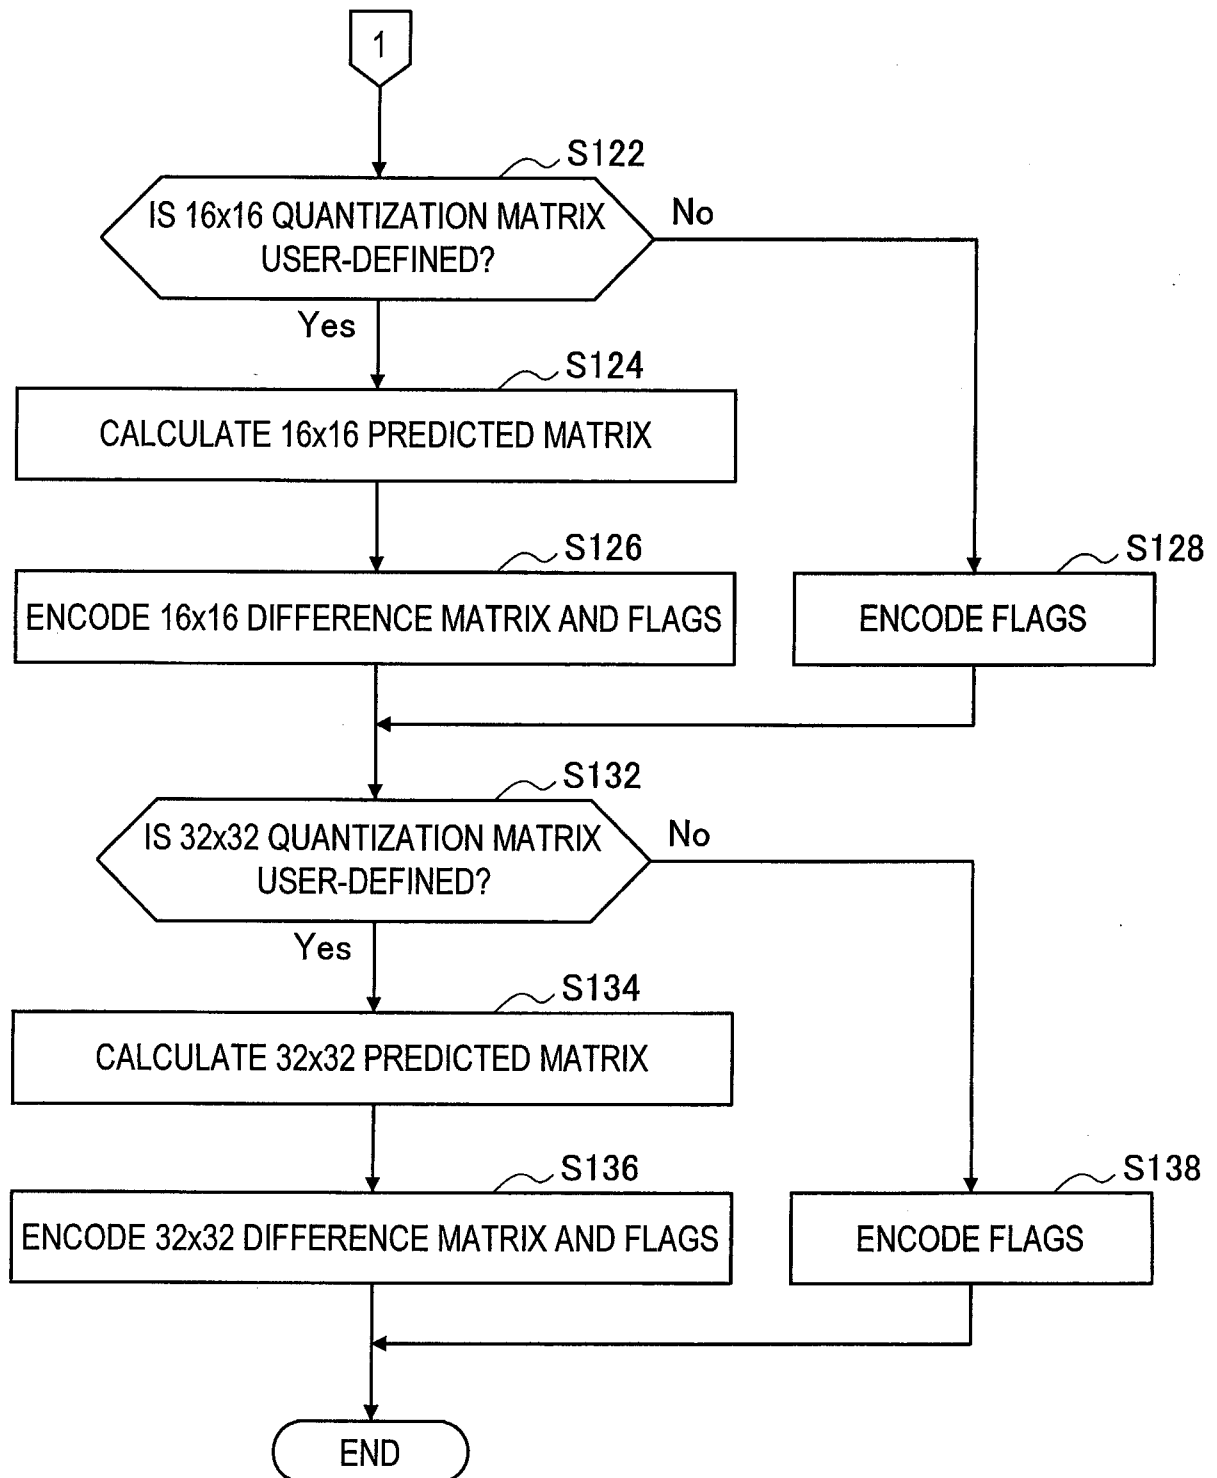 1
S122
IS 16x16 QUANTIZATION MATRIX
USER-DEFINED?
No
Yes
S124
CALCULATE 16x16 PREDICTED MATRIX
S126
ENCODE 16x16 DIFFERENCE MATRIX AND FLAGS
S128
ENCODE FLAGS
S132
IS 32x32 QUANTIZATION MATRIX
USER-DEFINED?
No
Yes
S134
CALCULATE 32x32 PREDICTED MATRIX
S136
ENCODE 32x32 DIFFERENCE MATRIX AND FLAGS
S138
ENCODE FLAGS
END